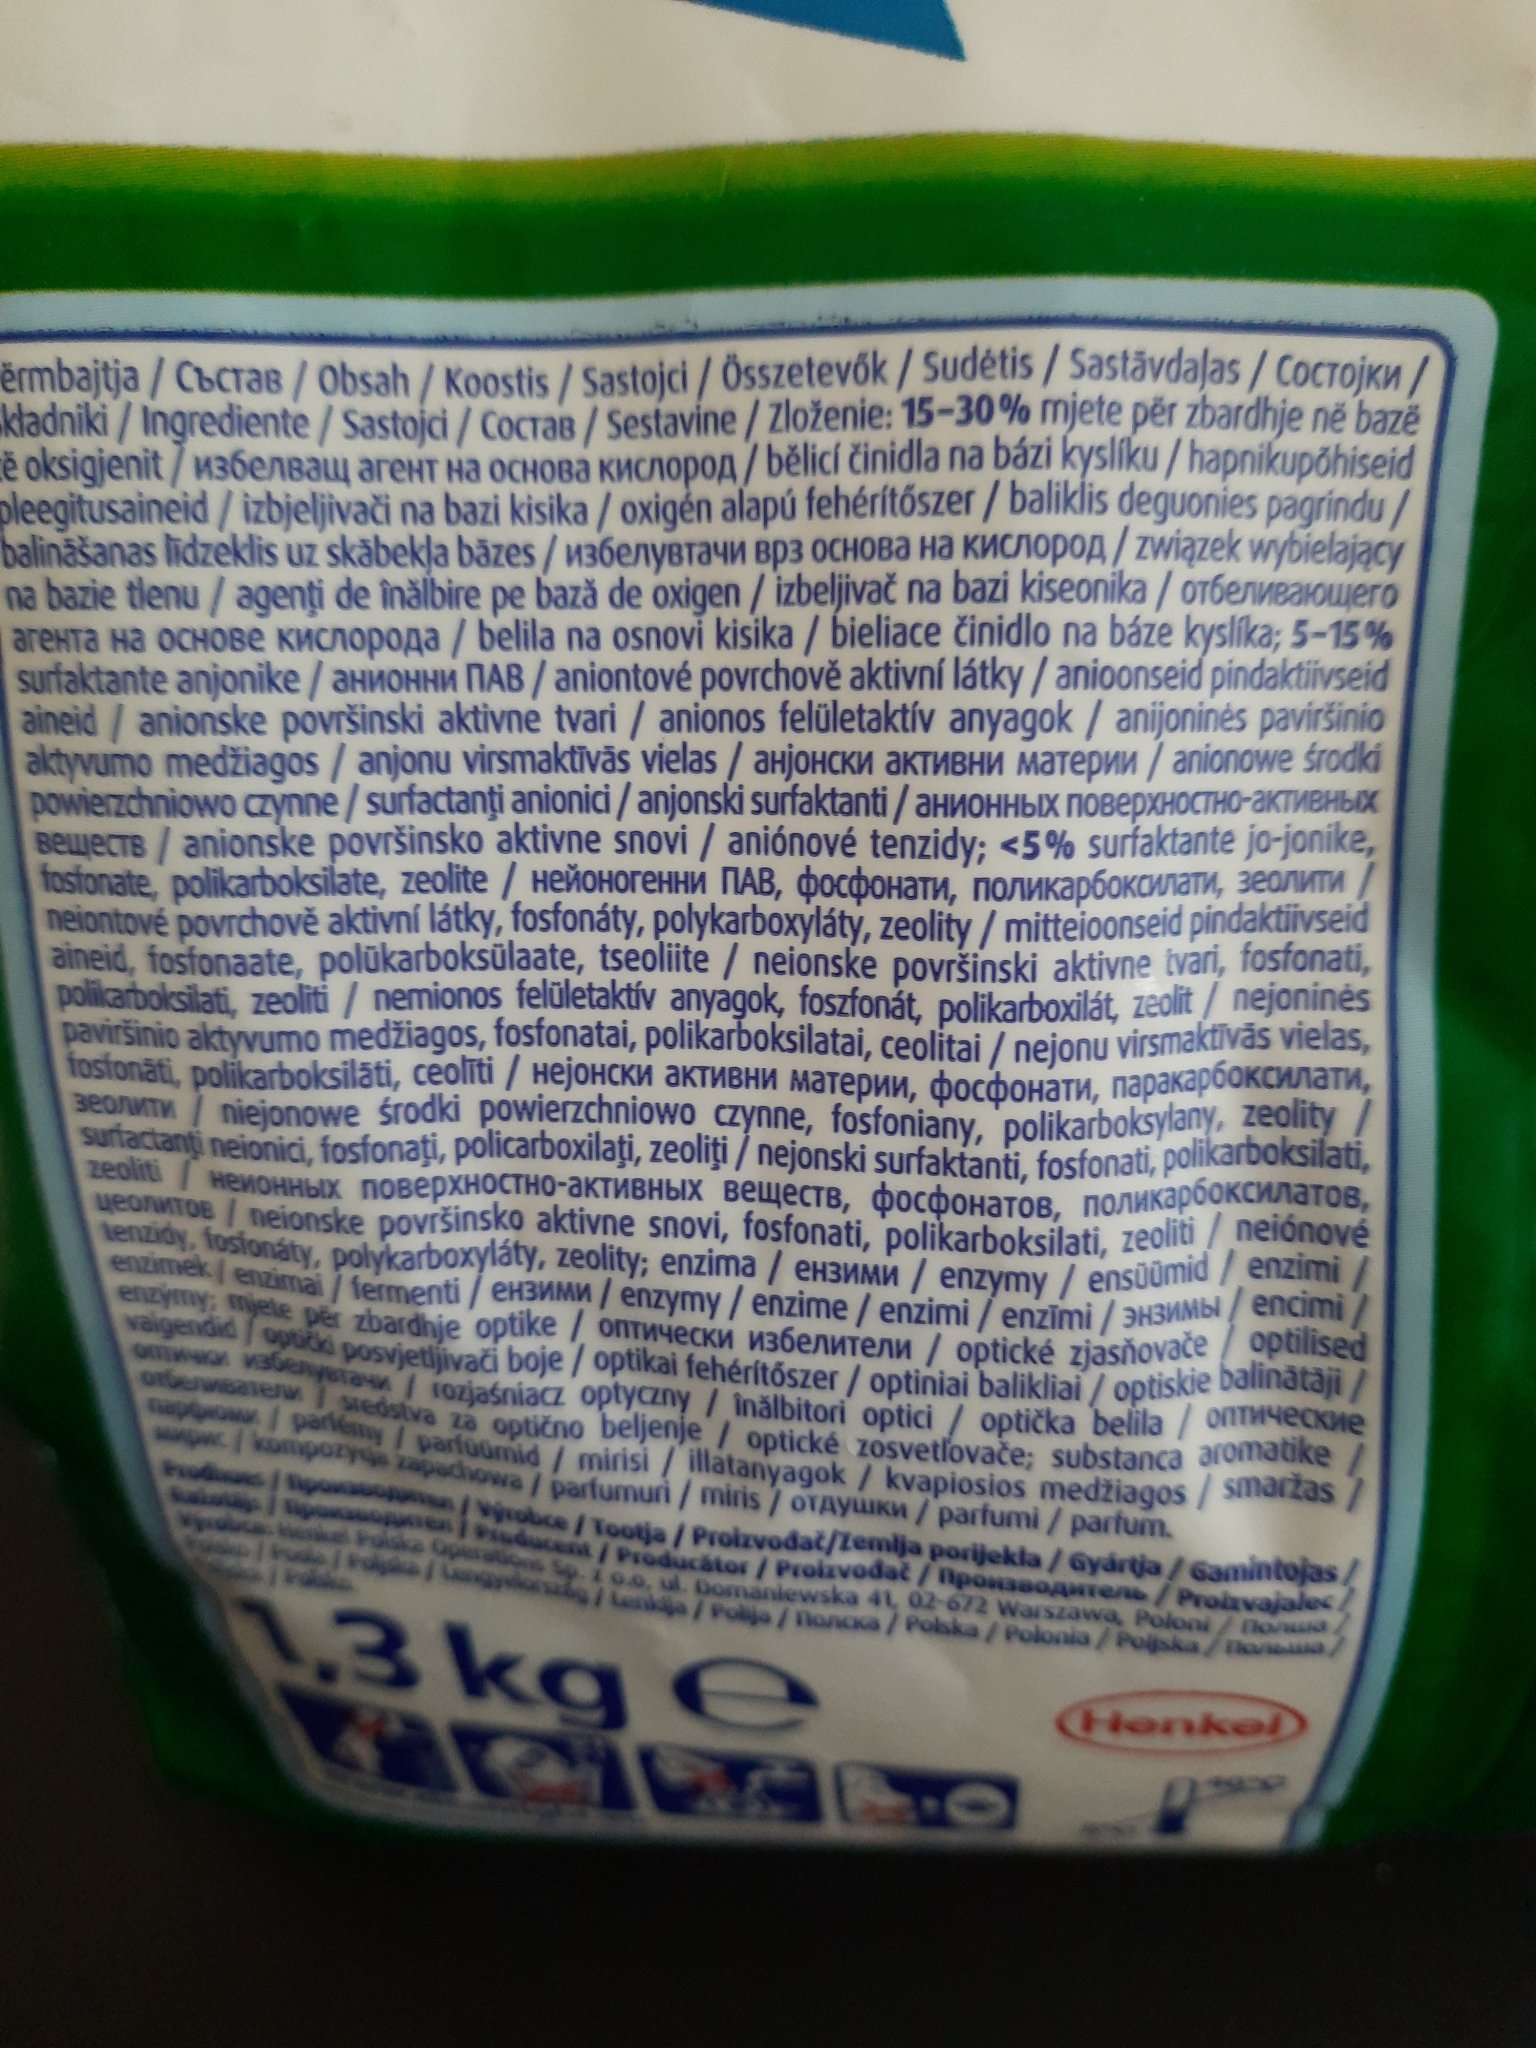 ërmbajtja / Състав / Obsah / Koostis / Sastojci / Összetevők / Sudėtis / Sastāvdaļas / Состојки /
kładniki / Ingrediente / Sastojci / Состав / Sestavine / Zloženie: 15-30% mjete për zbardhje në bazë
të oksigjenit / избелващ агент на основа кислород / bělicí činidla na bázi kyslíku / hapnikupõhiseid
pleegitusaineid / izbjeljivači na bazi kisika / oxigén alapú fehérítőszer / baliklis deguonies pagrindu /
balināšanas līdzeklis uz skābekļa bāzes / избелувтачи врз основа на кислород / związek wybielający
na bazie tlenu / agenţi de înălbire pe bază de oxigen / izbeljivač na bazi kiseonika / отбеливающего
агента на основе кислорода / belila na osnovi kisika / bieliace činidlo na báze kyslíka; 5-15%
surfaktante anjonike / анионни ПАВ / aniontové povrchově aktivní látky / anioonseid pindaktiivseid
aineid / anionske površinski aktivne tvari / anionos felületaktív anyagok / anijoninės paviršinio
aktyvumo medžiagos / anjonu virsmaktīvās vielas / анјонски активни материи / anionowe środki
powierzchniowo czynne / surfactanţi anionici / anjonski surfaktanti / анионных поверхностно-активных
веществ / anionske površinsko aktivne snovi / aniónové tenzidy; <5% surfaktante jo-jonike,
fosfonate, polikarboksilate, zeolite / нейоногенни ПАВ, фосфонати, поликарбоксилати, зеолити /
neiontové povrchově aktivní látky, fosfonáty, polykarboxyláty, zeolity / mitteioonseid pindaktiivseid
aineid, fosfonaate, polükarboksülaate, tseoliite / neionske površinski aktivne tvari, fosfonati,
polikarboksilati, zeoliti / nemionos felületaktív anyagok, foszfonát, polikarboxilát, zeolit / nejoninės
paviršinio aktyvumo medžiagos, fosfonatai, polikarboksilatai, ceolitai / nejonu virsmaktīvās vielas,
fosfonāti, polikarboksilāti, ceolīti / нејонски активни материи, фосфонати, паракарбоксилати,
зеолити / niejonowe środki powierzchniowo czynne, fosfoniany, polikarboksylany, zeolity /
surfactanţi neionici, fosfonaţi, policarboxilaţi, zeoliţi / nejonski surfaktanti, fosfonati, polikarboksilati,
zeoliti / неионных поверхностно-активных веществ, фосфонатов, поликарбоксилатов,
цеолитов / neionske površinsko aktivne snovi, fosfonati, polikarboksilati, zeoliti / neiónové
tenzidy, fosfonáty, polykarboxyláty, zeolity; enzima / ензими / enzymy / ensüümid / enzimi /
enzimek / enzimai / fermenti / ензими / enzymy / enzime / enzimi / enzīmi / энзимы / encimi /
enzýmy; mjete për zbardhje optike / оптически избелители / optické zjasňovače / optilised
valgendid / optički posvjetljivači boje / optikai fehérítőszer / optiniai balikliai / optiskie balinātāji /
оптички избелувтачи / rozjaśniacz optyczny / înălbitori optici / optička belila / оптические
отбеливатели / sredstva za optično beljenje / optické zosvetľovače; substanca aromatike /
парфюми / parfémy / parfüümid / mirisi / illatanyagok / kvapiosios medžiagos / smaržas /
мирис / kompozycja zapachowa / parfumuri / miris / отдушки / parfumi / parfum.
Prodhues / Производител / Výrobce / Tootja / Proizvođač/Zemlja porijekla / Gyártja / Gamintojas /
Ražotājs / Производител / Producent / Producător / Proizvođač / Производитель / Proizvajalec /
Výrobca: Henkel Polska Operations Sp. z o.o. ul. Domaniewska 41, 02-672 Warszawa, Poloni / Полша /
Polsko / Poola / Poljska / Lengyelország / Lenkija / Polija / Полска / Polska / Polonia / Poljska / Польша /
1,3 kg e
Henkel